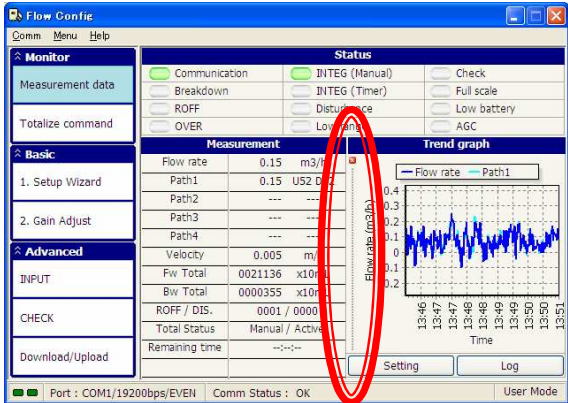 Flow Config
Comm Menu Help
Monitor
Measurement data
Totalize command
Basic
1. Setup Wizard
2. Gain Adjust
Advanced
INPUT
CHECK
Download/Upload
Status
Communication INTEG (Manual) Check
Breakdown INTEG (Timer) Full scale
ROFF Low battery
OVER AGC
Measurement
Flow rate 0.15
Path1 0.15 U52
Path2 --- ---
Path3 --- ---
Path4 --- ---
Velocity 0.005
Fw Total 0021136
Bw Total 0000355
ROFF / DIS. 0001 / 0000
Total Status Manual / Active
Remaining time --:--:--
Trend graph
Flow rate Path1
Flow rate (m3/h)
0.4
0.3
0.2
0.1
0
0.1
0.2
13:46
13:47
13:47
13:48
13:48
13:49
13:49
13:50
13:50
13:51
Time
Setting Log
Port : COM1/19200bps/EVEN Comm Status : OK User Mode